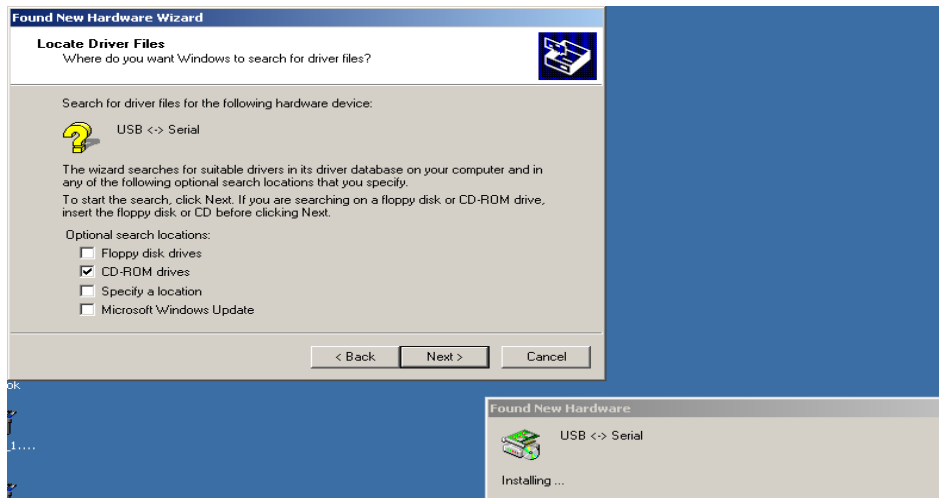 Found New Hardware Wizard
Locate Driver Files
Where do you want Windows to search for driver files?
Search for driver files for the following hardware device:
USB <-> Serial
The wizard searches for suitable drivers in its driver database on your computer and in
any of the following optional search locations that you specify.
To start the search, click Next. If you are searching on a floppy disk or CD-ROM drive,
insert the floppy disk or CD before clicking Next.
Optional search locations:
Floppy disk drives
CD-ROM drives
Specify a location
Microsoft Windows Update
< Back
Next >
Cancel
ok
_1....
Found New Hardware
USB <-> Serial
Installing ...